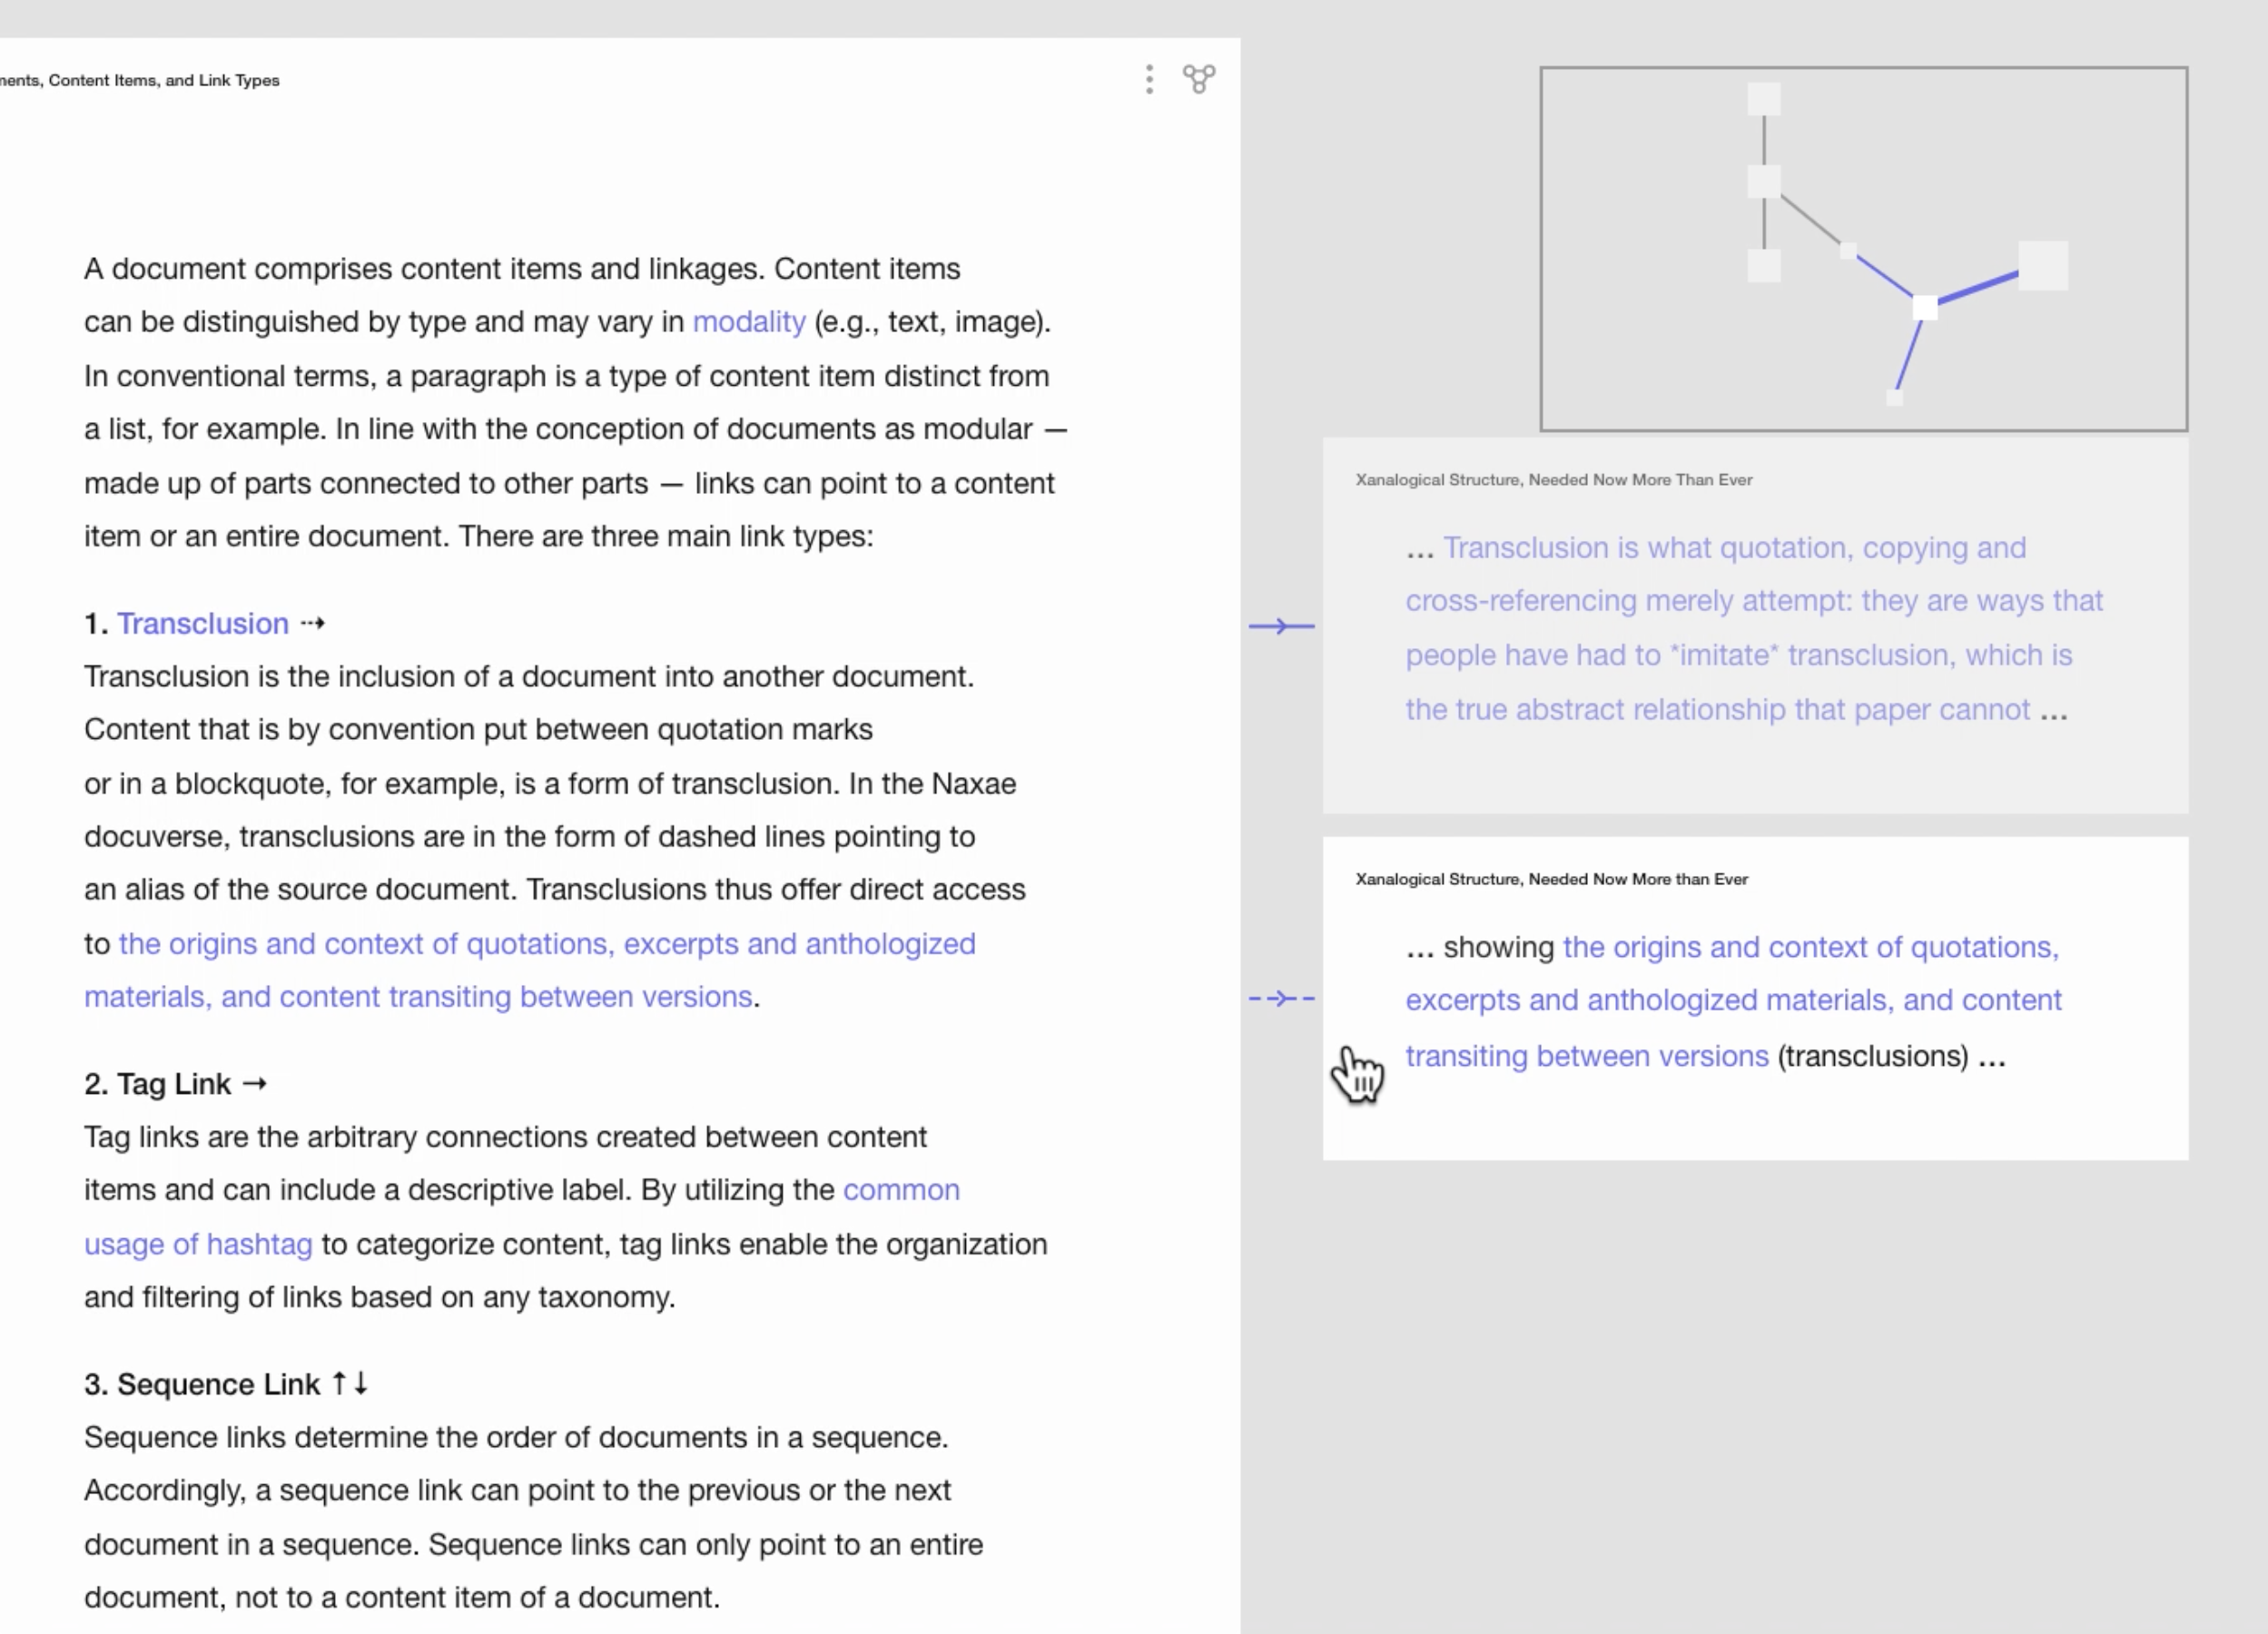 ments, Content Items, and Link Types
A document comprises content items and linkages. Content items
can be distinguished by type and may vary in modality (e.g., text, image).
In conventional terms, a paragraph is a type of content item distinct from
a list, for example. In line with the conception of documents as modular —
made up of parts connected to other parts — links can point to a content
item or an entire document. There are three main link types:
1. Transclusion ⇢
Transclusion is the inclusion of a document into another document.
Content that is by convention put between quotation marks
or in a blockquote, for example, is a form of transclusion. In the Naxae
docuverse, transclusions are in the form of dashed lines pointing to
an alias of the source document. Transclusions thus offer direct access
to the origins and context of quotations, excerpts and anthologized
materials, and content transiting between versions.
2. Tag Link →
Tag links are the arbitrary connections created between content
items and can include a descriptive label. By utilizing the common
usage of hashtag to categorize content, tag links enable the organization
and filtering of links based on any taxonomy.
3. Sequence Link ↑↓
Sequence links determine the order of documents in a sequence.
Accordingly, a sequence link can point to the previous or the next
document in a sequence. Sequence links can only point to an entire
document, not to a content item of a document.
Xanalogical Structure, Needed Now More Than Ever
... Transclusion is what quotation, copying and
cross-referencing merely attempt: they are ways that
people have had to *imitate* transclusion, which is
the true abstract relationship that paper cannot ...
Xanalogical Structure, Needed Now More than Ever
... showing the origins and context of quotations,
excerpts and anthologized materials, and content
transiting between versions (transclusions) ...